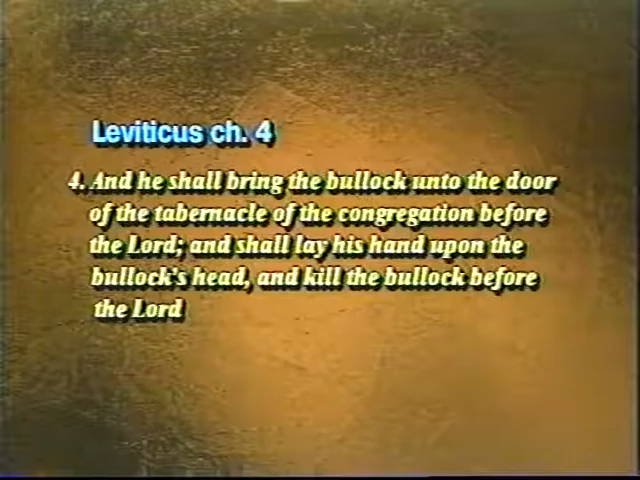 Leviticus ch. 4
4. And he shall bring the bullock unto the door
of the tabernacle of the congregation before
the Lord; and shall lay his hand upon the
bullock's head, and kill the bullock before
the Lord